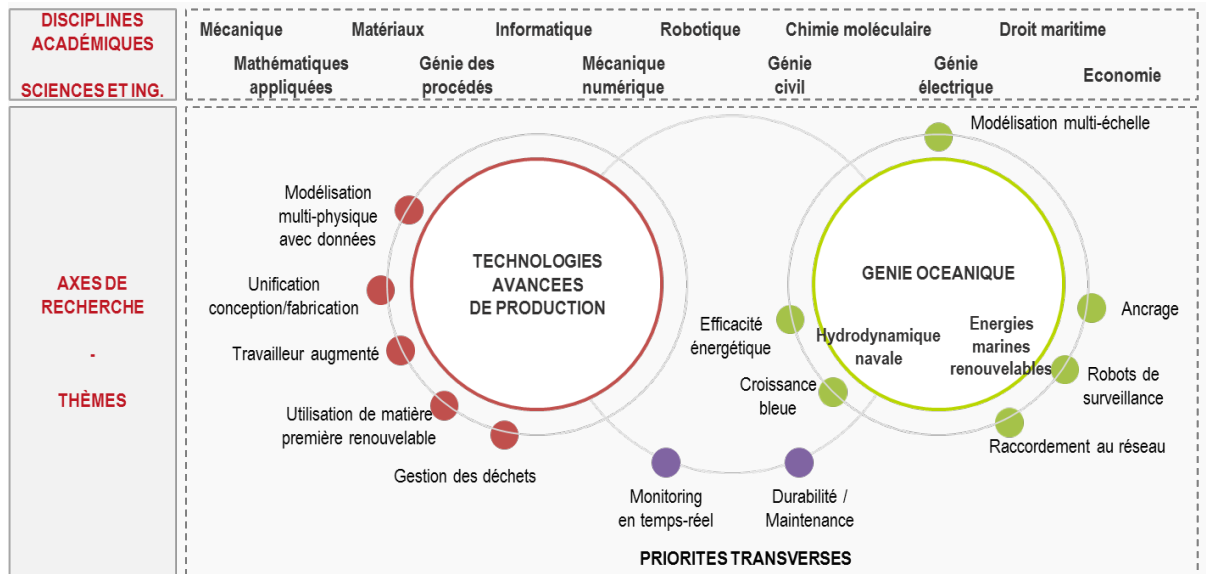 DISCIPLINES
ACADÉMIQUES
SCIENCES ET ING.
Mécanique
Matériaux
Informatique
Robotique
Chimie moléculaire
Droit maritime
Mathématiques
appliquées
Génie des
procédés
Mécanique
numérique
Génie
civil
Génie
électrique
Economie
AXES DE
RECHERCHE
-
THÈMES
Modélisation
multi-physique
avec données
Unification
conception/fabrication
Travailleur augmenté
Utilisation de matière
première renouvelable
Gestion des déchets
TECHNOLOGIES
AVANCEES
DE PRODUCTION
Monitoring
en temps-réel
Durabilité /
Maintenance
PRIORITES TRANSVERSES
Modélisation multi-échelle
GENIE OCEANIQUE
Hydrodynamique
navale
Energies
marines
renouvelables
Efficacité
énergétique
Croissance
bleue
Ancrage
Robots de
surveillance
Raccordement au réseau